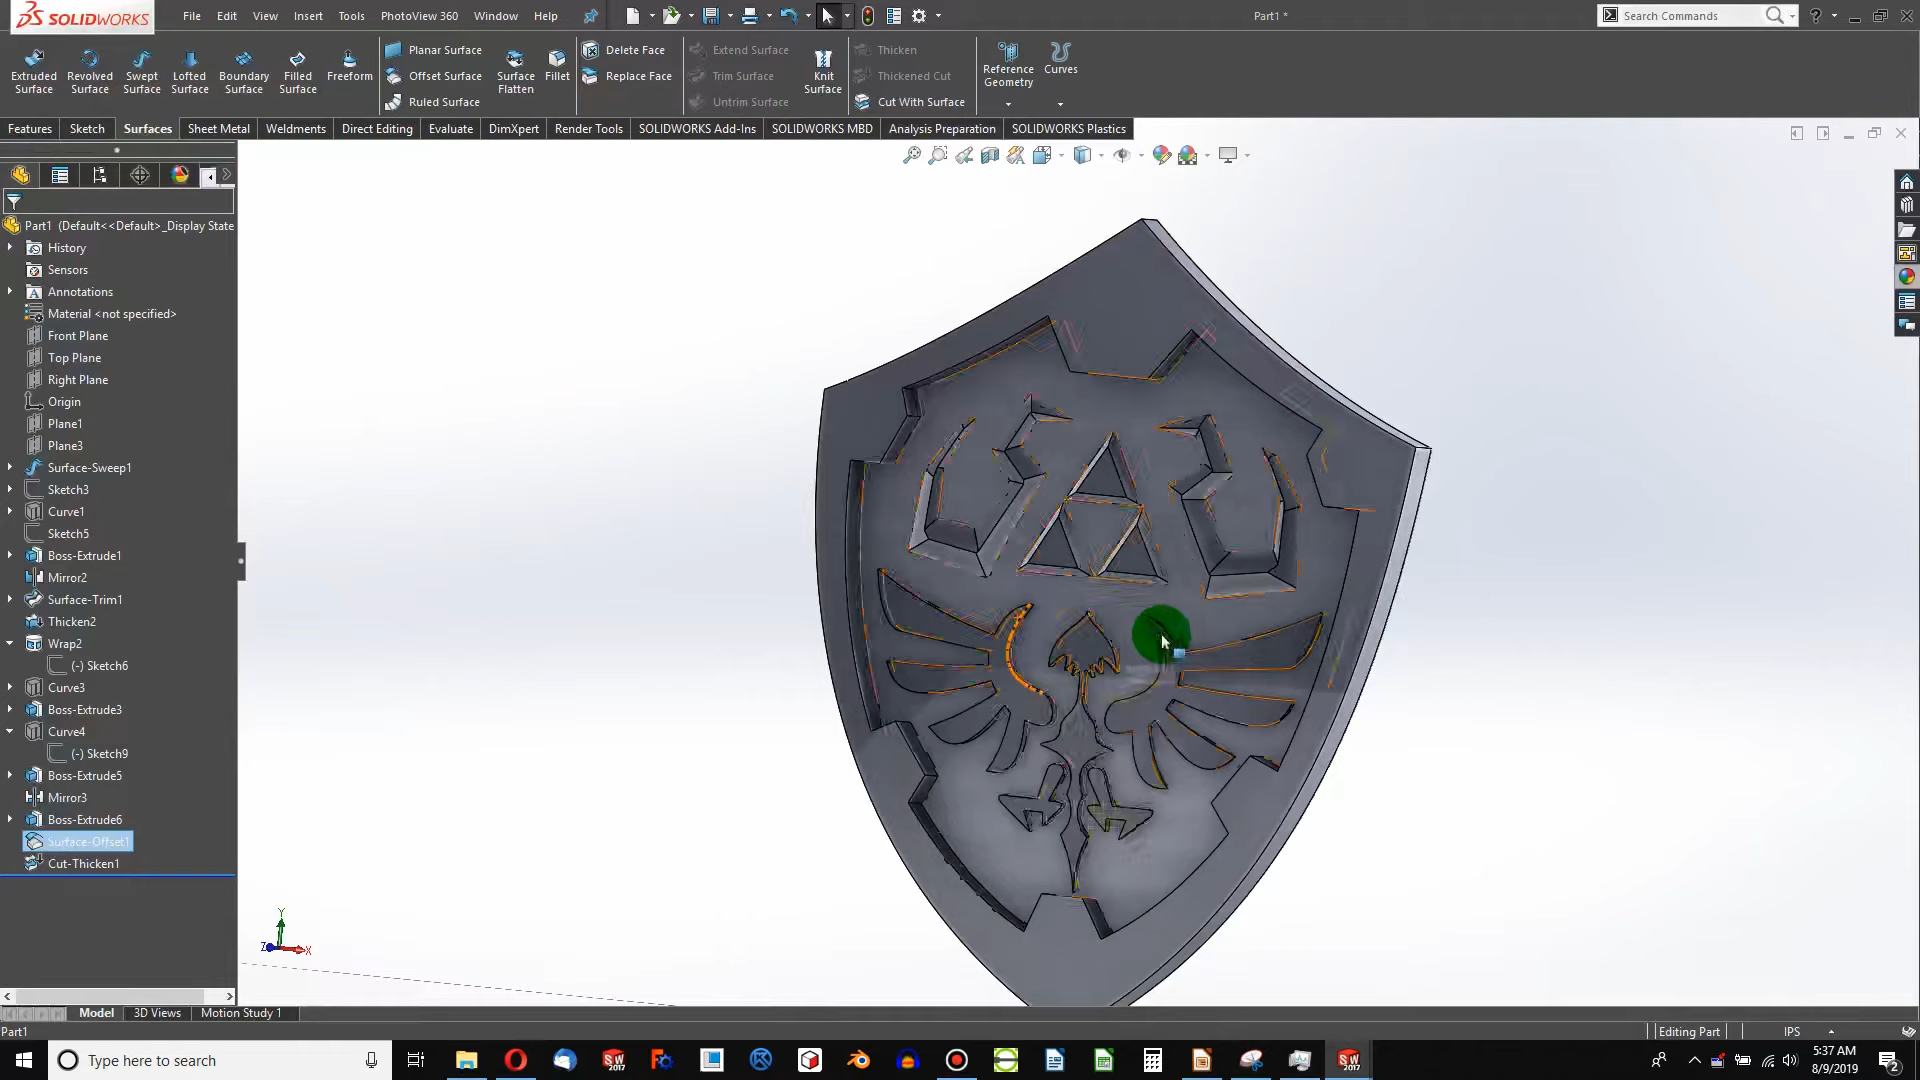 SOLIDWORKS File Edit View Insert Tools PhotoView 360 Window Help Part1 * Search Commands
Extruded Surface Revolved Surface Swept Surface Lofted Surface Boundary Surface Filled Surface Freeform
Planar Surface Offset Surface Ruled Surface Surface Flatten Fillet
Delete Face Replace Face Extend Surface Trim Surface Untrim Surface Knit Surface
Thicken Thickened Cut Cut With Surface Reference Geometry Curves
Features Sketch Surfaces Sheet Metal Weldments Direct Editing Evaluate DimXpert Render Tools SOLIDWORKS Add-Ins SOLIDWORKS MBD Analysis Preparation SOLIDWORKS Plastics
Part1 (Default<<Default>_Display State
History
Sensors
Annotations
Material <not specified>
Front Plane
Top Plane
Right Plane
Origin
Plane1
Plane3
Surface-Sweep1
Sketch3
Curve1
Sketch5
Boss-Extrude1
Mirror2
Surface-Trim1
Thicken2
Wrap2
(-) Sketch6
Curve3
Boss-Extrude3
Curve4
(-) Sketch9
Boss-Extrude5
Mirror3
Boss-Extrude6
Surface-Offset1
Cut-Thicken1
Y
Z X
Model 3D Views Motion Study 1
Part1 Editing Part IPS
Type here to search
SW 2017
SW 2017
5:37 AM
8/9/2019
2